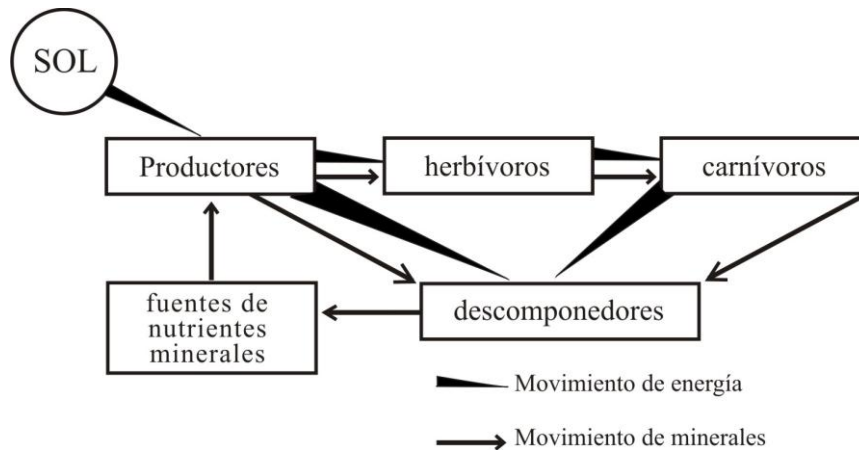 SOL
Productores
herbívoros
carnívoros
fuentes de
nutrientes
minerales
descomponedores
Movimiento de energía
Movimiento de minerales